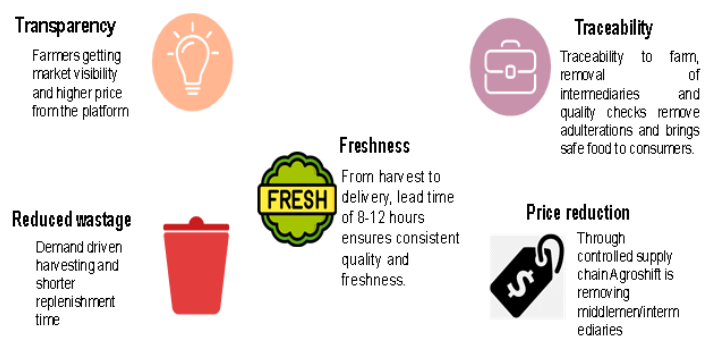 Transparency
Farmers getting
market visibility
and higher price
from the platform
Traceability
Traceability to farm,
removal of
intermediaries and
quality checks remove
adulterations and brings
safe food to consumers.
Freshness
From harvest to
delivery, lead time
of 8-12 hours
ensures consistent
quality and
freshness.
FRESH
Reduced wastage
Demand driven
harvesting and
shorter
replenishment
time
Price reduction
Through
controlled supply
chain Agroshift is
removing
middlemen/interm
ediaries
$